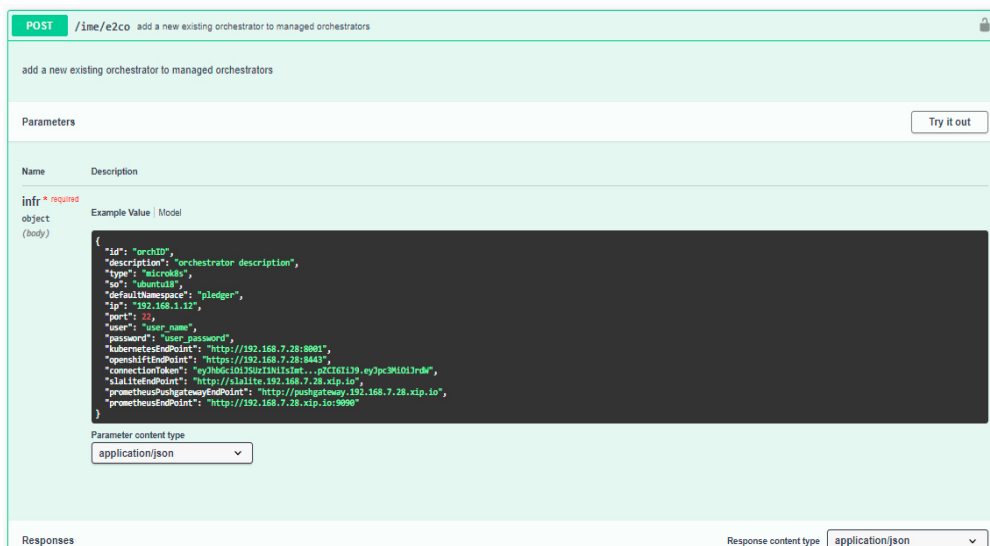 POST /ime/e2co add a new existing orchestrator to managed orchestrators
add a new existing orchestrator to managed orchestrators
Parameters
Try it out
Name Description
infr * required
object
(body)
Example Value | Model
{
"id": "orchID",
"description": "orchestrator description",
"type": "microk8s",
"so": "ubuntu18",
"defaultNamespace": "pledger",
"ip": "192.168.1.12",
"port": 22,
"user": "user_name",
"password": "user_password",
"kubernetesEndPoint": "http://192.168.7.28:8001",
"openshiftEndPoint": "https://192.168.7.28:8443",
"connectionToken": "eyJhbGciOiJSUzI1NiIsImt...pZCI6IiJ9.eyJpc3MiOiJrdW",
"slaLiteEndPoint": "http://slalite.192.168.7.28.xip.io",
"prometheusPushgatewayEndPoint": "http://pushgateway.192.168.7.28.xip.io",
"prometheusEndPoint": "http://192.168.7.28.xip.io:9090"
}
Parameter content type
application/json
Responses
Response content type application/json